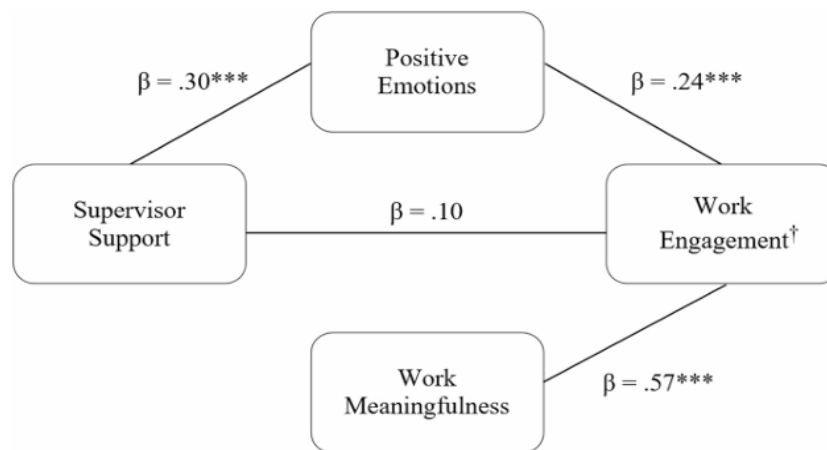 Positive
Emotions
β = .30***
β = .24***
Supervisor
Support
β = .10
Work
Engagement†
Work
Meaningfulness
β = .57***